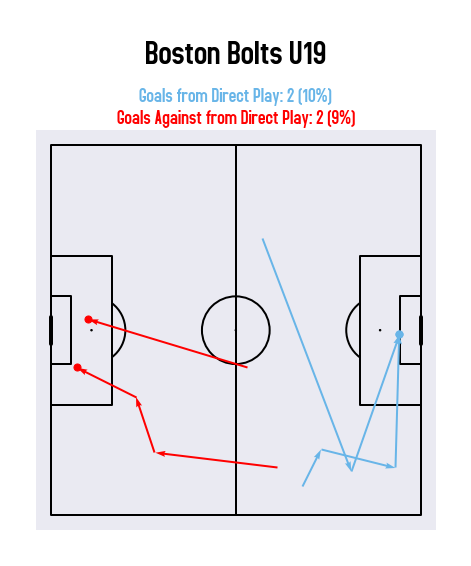 Boston Bolts U19
Goals from Direct Play: 2 (10%)
Goals Against from Direct Play: 2 (9%)